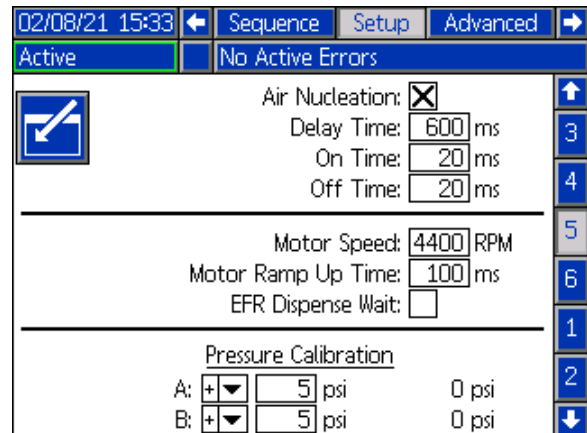 02/08/21 15:33 Sequence Setup Advanced
Active No Active Errors
Air Nucleation:
Delay Time: 600 ms
On Time: 20 ms
Off Time: 20 ms
Motor Speed: 4400 RPM
Motor Ramp Up Time: 100 ms
EFR Dispense Wait:
Pressure Calibration
A: + 5 psi 0 psi
B: + 5 psi 0 psi
3
4
5
6
1
2